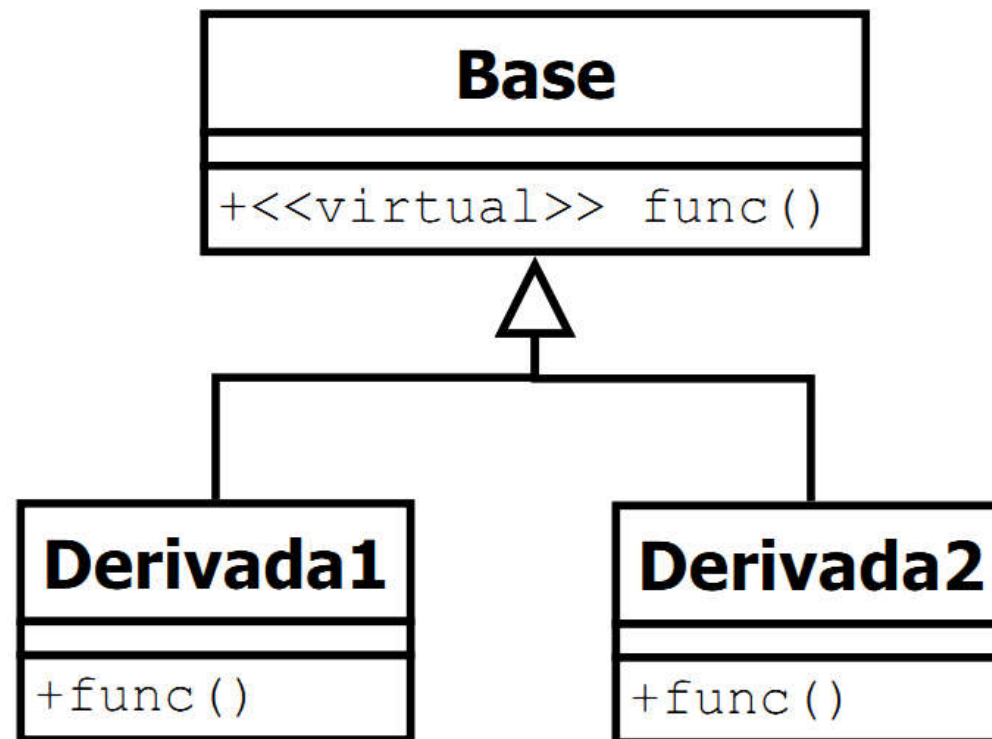 Base
+<<virtual>> func()
Derivada1
+func()
Derivada2
+func()